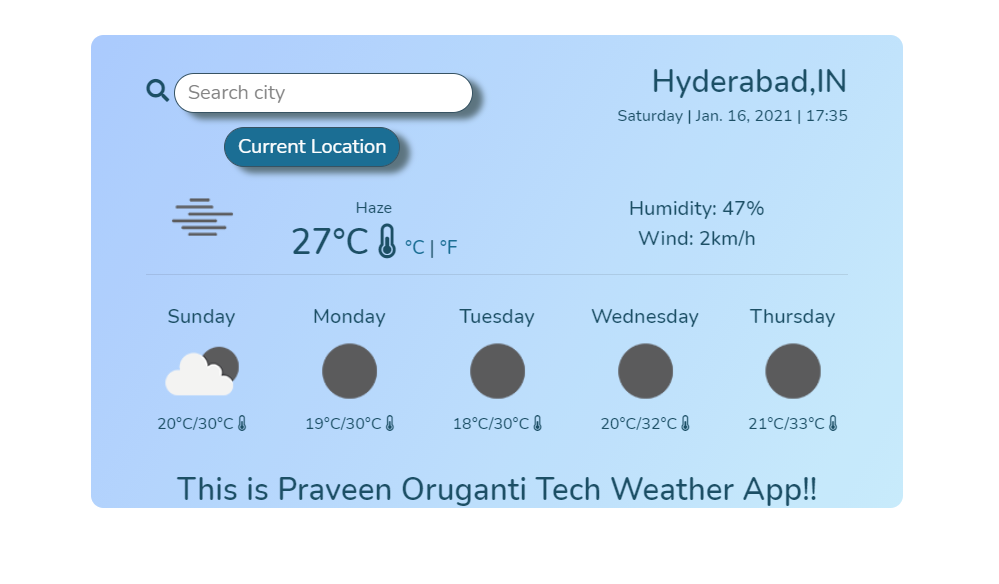 Search city
Hyderabad,IN
Saturday | Jan. 16, 2021 | 17:35
Current Location
Haze
27°C °C | °F
Humidity: 47%
Wind: 2km/h
Sunday Monday Tuesday Wednesday Thursday
20°C/30°C 19°C/30°C 18°C/30°C 20°C/32°C 21°C/33°C
This is Praveen Oruganti Tech Weather App!!